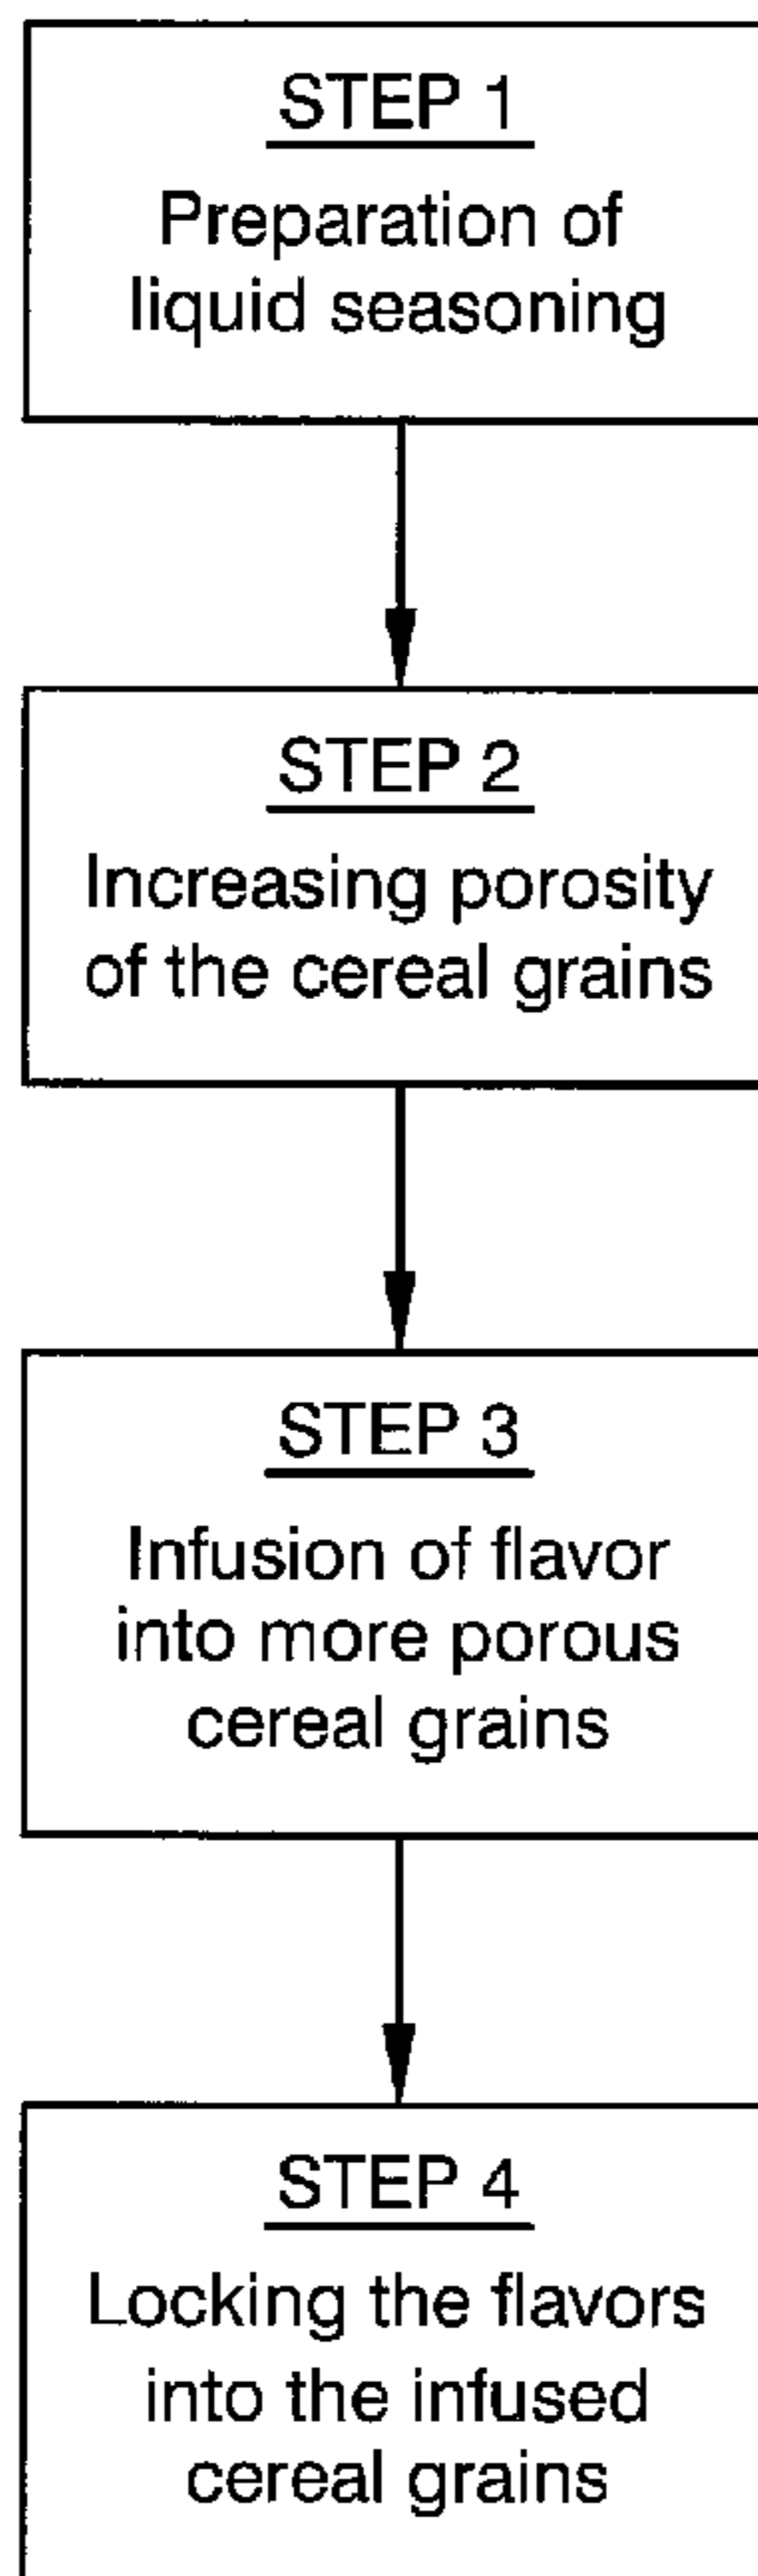 STEP 1
Preparation of
liquid seasoning
STEP 2
Increasing porosity
of the cereal grains
STEP 3
Infusion of flavor
into more porous
cereal grains
STEP 4
Locking the flavors
into the infused
cereal grains